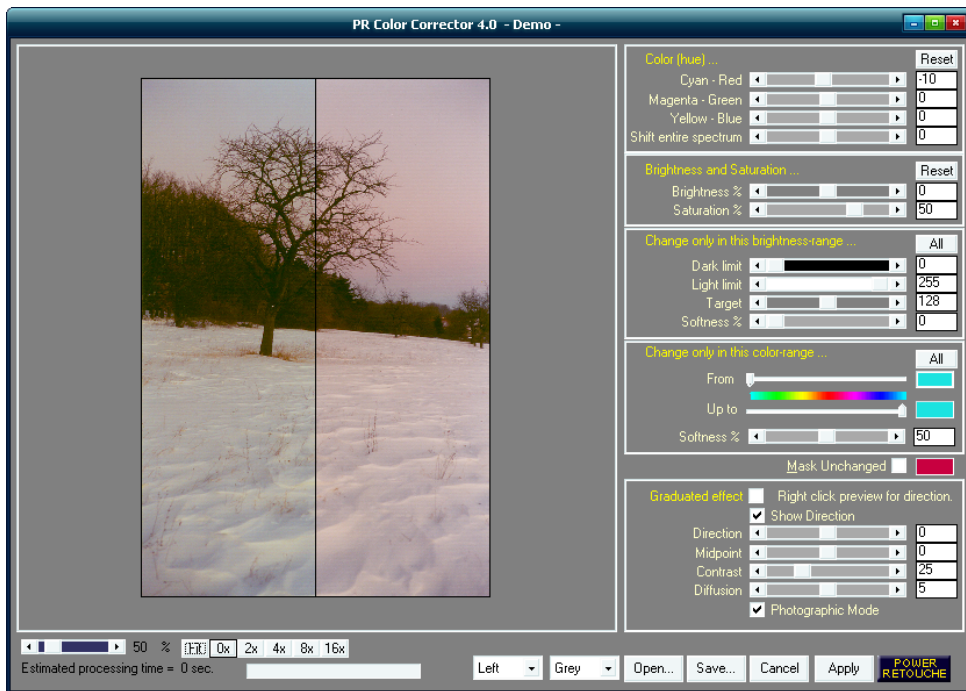 PR Color Corrector 4.0 - Demo -
Color (hue) ... Reset
Cyan - Red -10
Magenta - Green 0
Yellow - Blue 0
Shift entire spectrum 0
Brightness and Saturation ... Reset
Brightness % 0
Saturation % 50
Change only in this brightness-range ... All
Dark limit 0
Light limit 255
Target 128
Softness % 0
Change only in this color-range ... All
From
Up to
Softness % 50
Mask Unchanged
Graduated effect Right click preview for direction.
Show Direction
Direction 0
Midpoint 0
Contrast 25
Diffusion 5
Photographic Mode
50 % Fit 0x 2x 4x 8x 16x
Estimated processing time = 0 sec.
Left Grey Open... Save... Cancel Apply POWER RETOUCHE